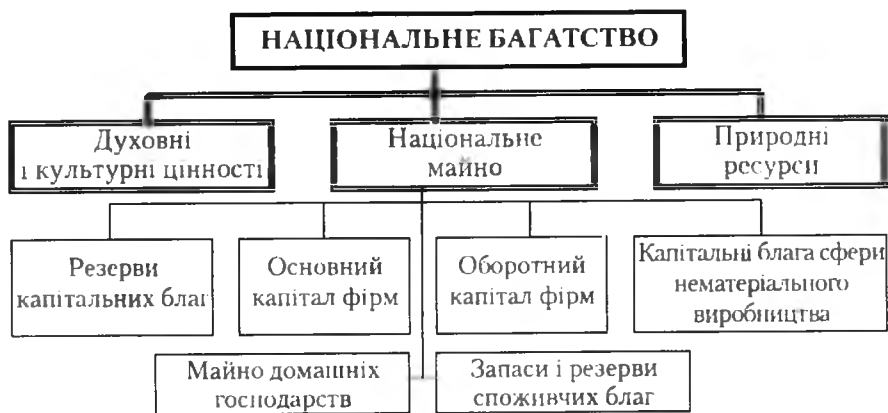 НАЦІОНАЛЬНЕ БАГАТСТВО
Духовні
і культурні цінності
Національне
майно
Природні
ресурси
Резерви
капітальних благ
Основний
капітал фірм
Оборотний
капітал фірм
Капітальні блага сфери
нематеріального
виробництва
Майно домашніх
господарств
Запаси і резерви
споживчих благ